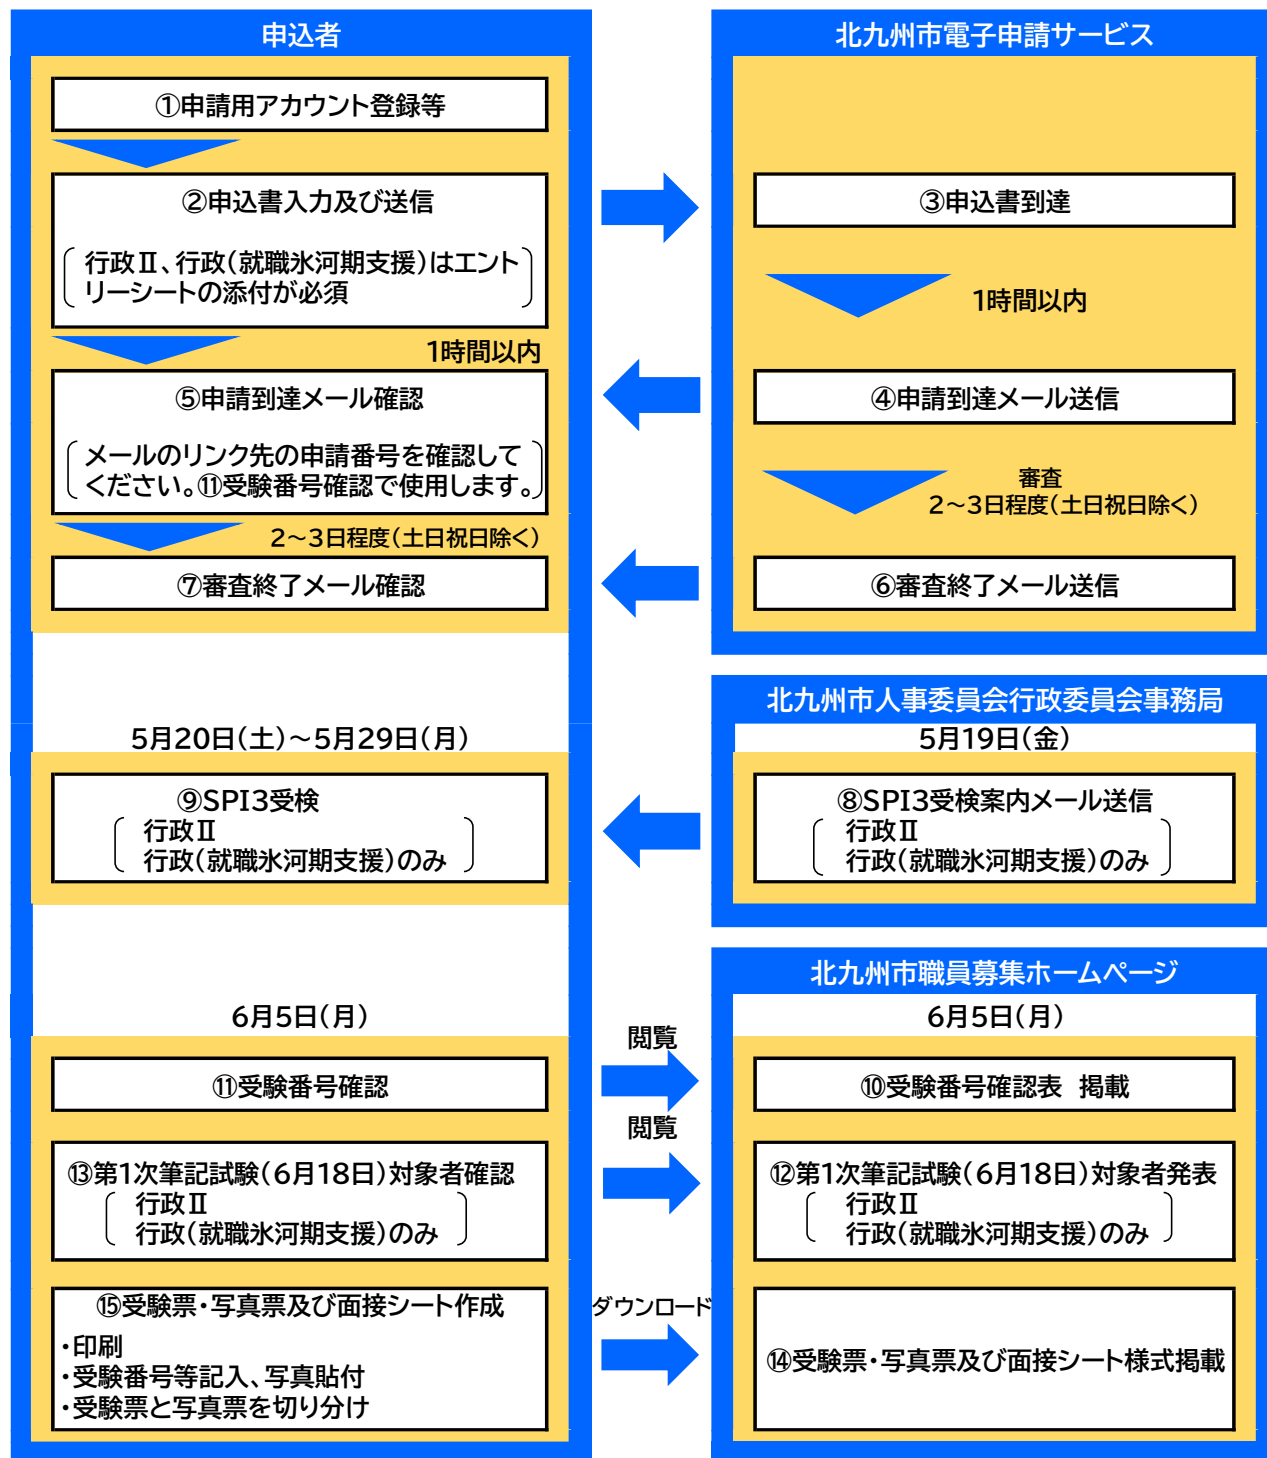 申込者
①申請用アカウント登録等
②申込書入力及び送信
行政Ⅱ、行政(就職氷河期支援)はエント
リーシートの添付が必須
1時間以内
⑤申請到達メール確認
メールのリンク先の申請番号を確認して
ください。⑪受験番号確認で使用します。
2～3日程度(土日祝日除く)
⑦審査終了メール確認
5月20日(土)～5月29日(月)
⑨SPI3受検
行政Ⅱ
行政(就職氷河期支援)のみ
6月5日(月)
⑪受験番号確認
⑬第1次筆記試験(6月18日)対象者確認
行政Ⅱ
行政(就職氷河期支援)のみ
⑮受験票・写真票及び面接シート作成
・印刷
・受験番号等記入、写真貼付
・受験票と写真票を切り分け
閲覧
閲覧
ダウンロード
北九州市電子申請サービス
③申込書到達
1時間以内
④申請到達メール送信
審査
2～3日程度(土日祝日除く)
⑥審査終了メール送信
北九州市人事委員会行政委員会事務局
5月19日(金)
⑧SPI3受検案内メール送信
行政Ⅱ
行政(就職氷河期支援)のみ
北九州市職員募集ホームページ
6月5日(月)
⑩受験番号確認表 掲載
⑫第1次筆記試験(6月18日)対象者発表
行政Ⅱ
行政(就職氷河期支援)のみ
⑭受験票・写真票及び面接シート様式掲載